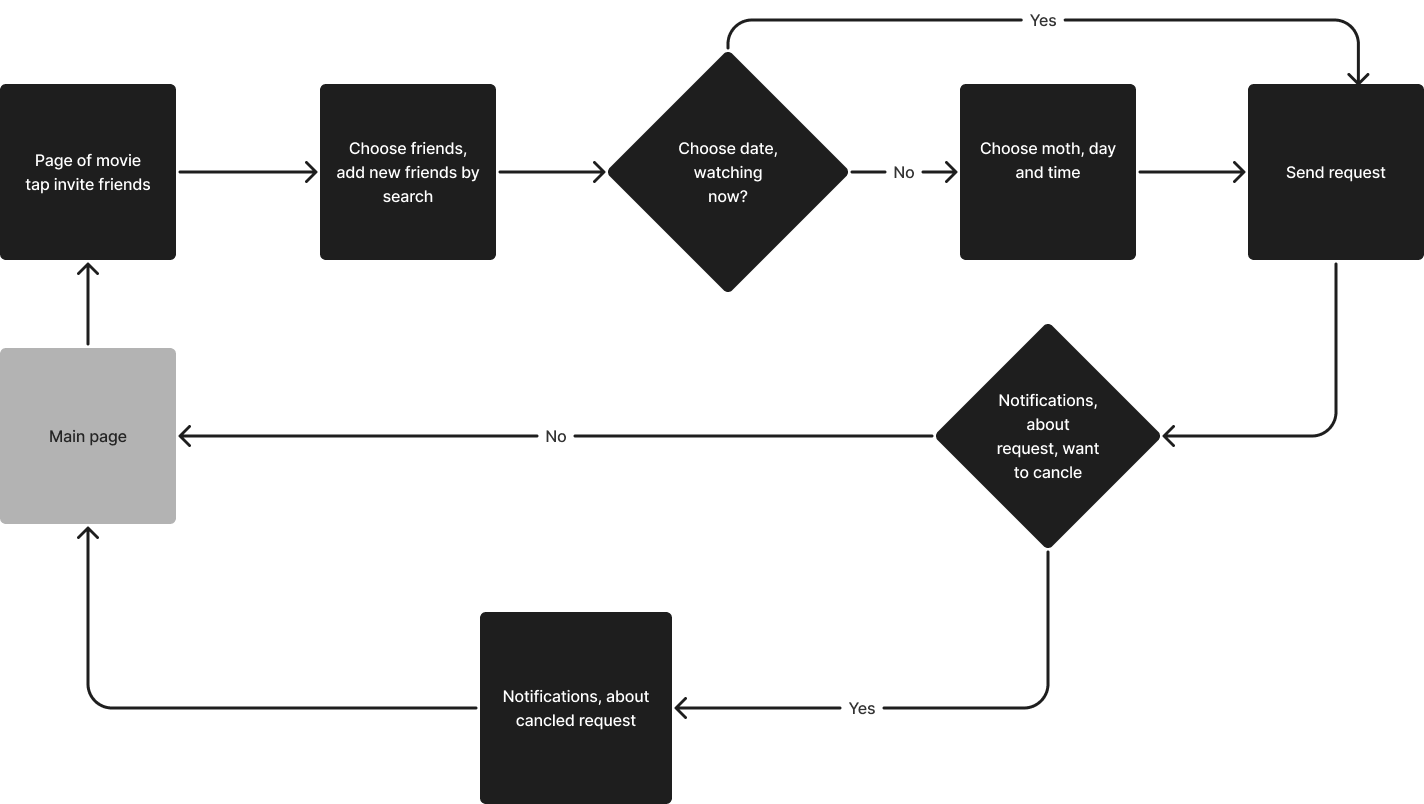 Yes
Page of movie
tap invite friends
Choose friends,
add new friends by
search
Choose date,
watching
now?
No
Choose moth, day
and time
Send request
Main page
No
Notifications,
about
request, want
to cancle
Notifications, about
cancled request
Yes